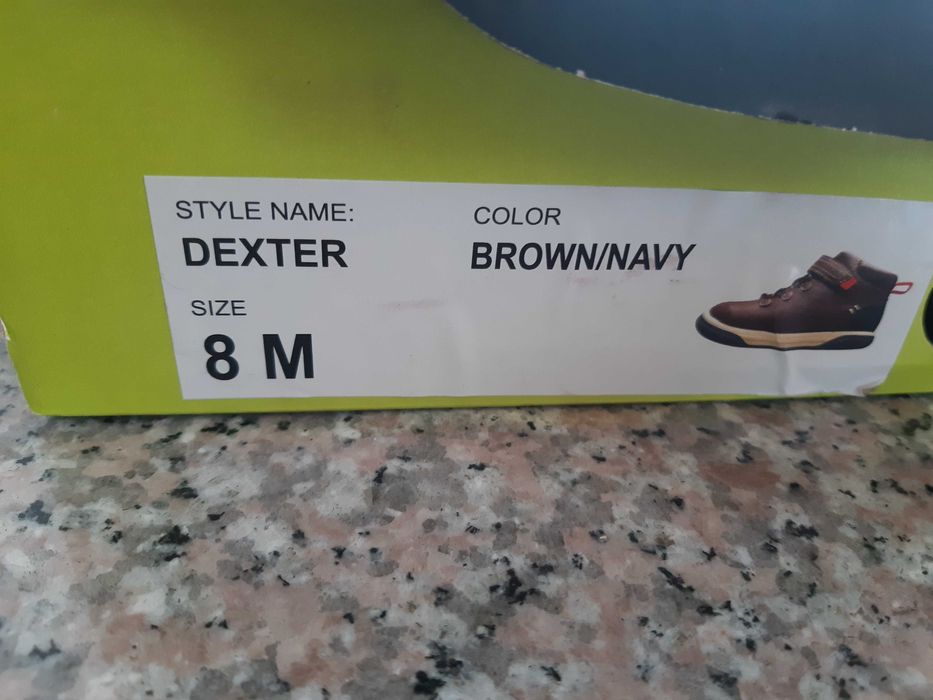 STYLE NAME:
DEXTER
SIZE
8 M
COLOR
BROWN/NAVY